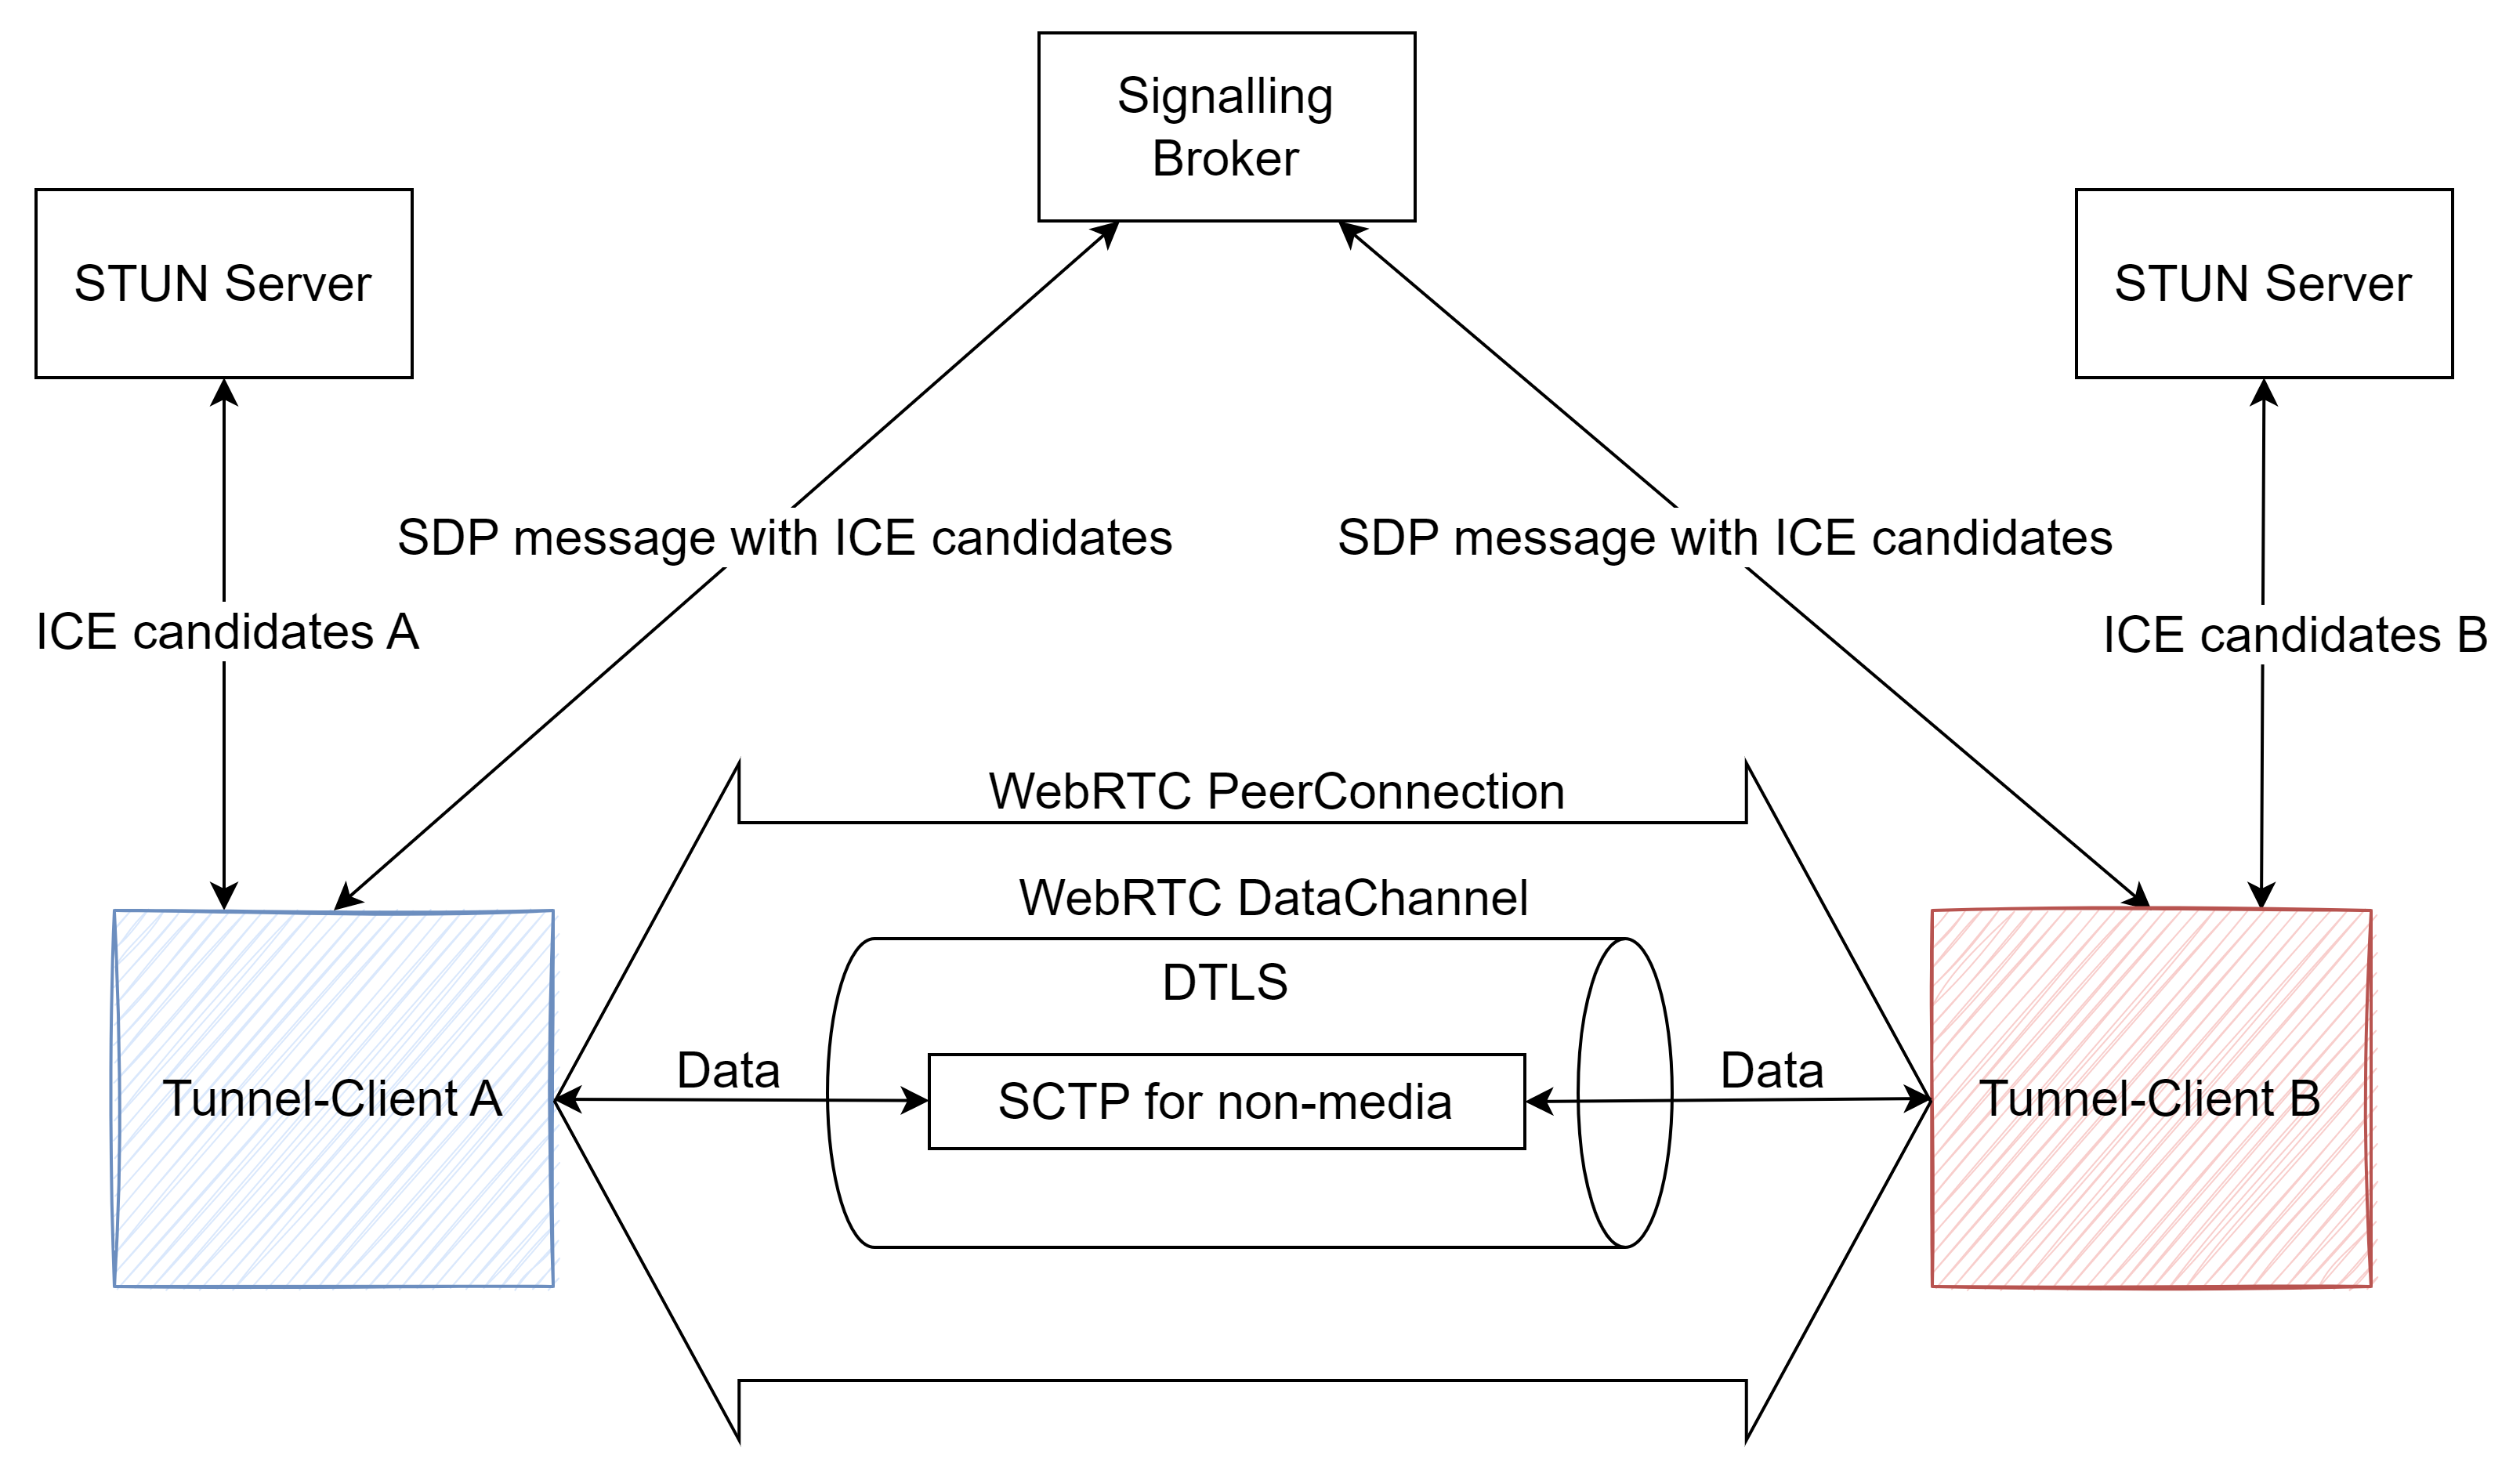 Signalling
Broker
STUN Server
STUN Server
SDP message with ICE candidates
SDP message with ICE candidates
ICE candidates A
ICE candidates B
WebRTC PeerConnection
WebRTC DataChannel
DTLS
Data
Data
Tunnel-Client A
SCTP for non-media
Tunnel-Client B